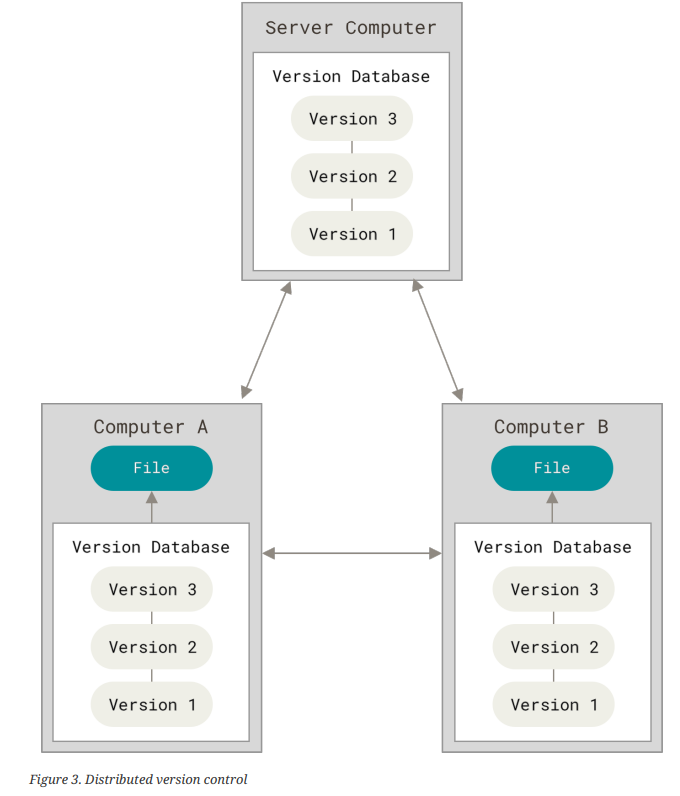 Server Computer
Version Database
Version 3
Version 2
Version 1
Computer A
File
Version Database
Version 3
Version 2
Version 1
Computer B
File
Version Database
Version 3
Version 2
Version 1
Figure 3. Distributed version control